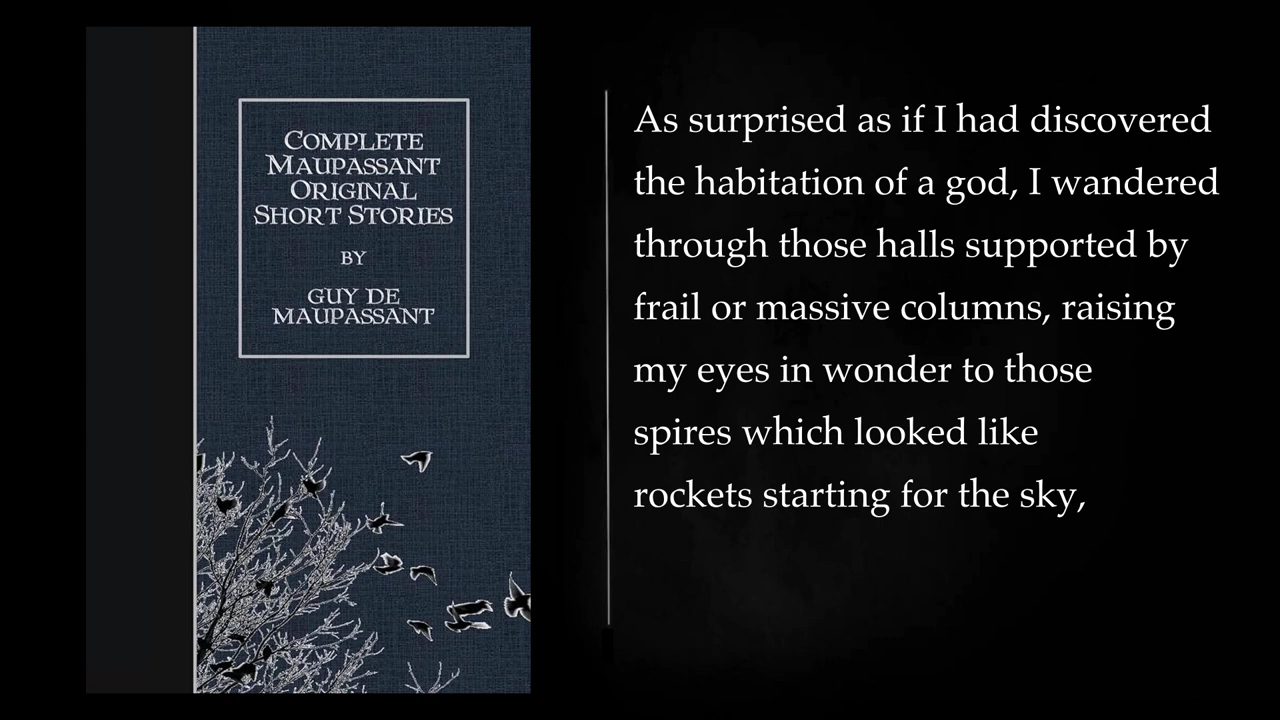 COMPLETE
MAUPASSANT
ORIGINAL
SHORT STORIES
BY
GUY DE
MAUPASSANT
As surprised as if I had discovered
the habitation of a god, I wandered
through those halls supported by
frail or massive columns, raising
my eyes in wonder to those
spires which looked like
rockets starting for the sky,